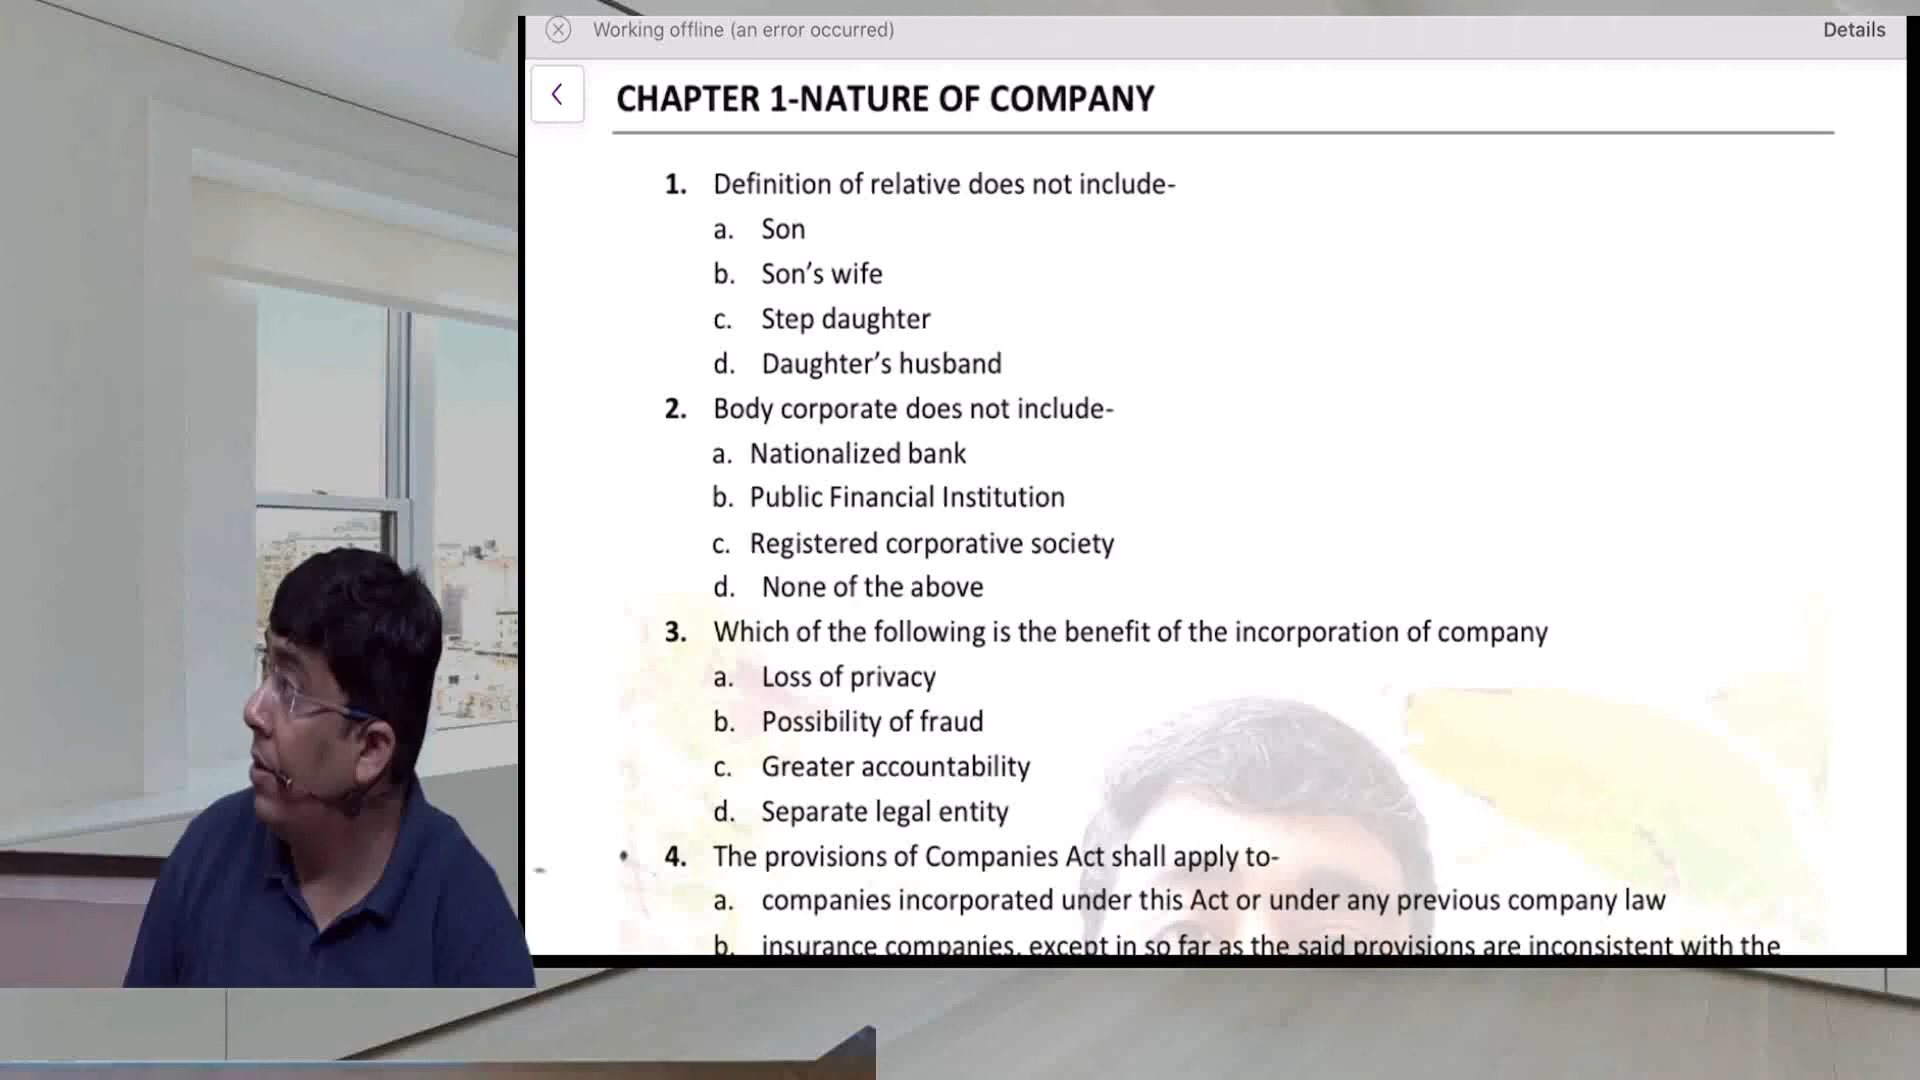 Working offline (an error occurred)
Details
CHAPTER 1-NATURE OF COMPANY
1. Definition of relative does not include-
a. Son
b. Son's wife
c. Step daughter
d. Daughter's husband
2. Body corporate does not include-
a. Nationalized bank
b. Public Financial Institution
c. Registered corporative society
d. None of the above
3. Which of the following is the benefit of the incorporation of company
a. Loss of privacy
b. Possibility of fraud
c. Greater accountability
d. Separate legal entity
4. The provisions of Companies Act shall apply to-
a. companies incorporated under this Act or under any previous company law
b. insurance companies, except in so far as the said provisions are inconsistent with the